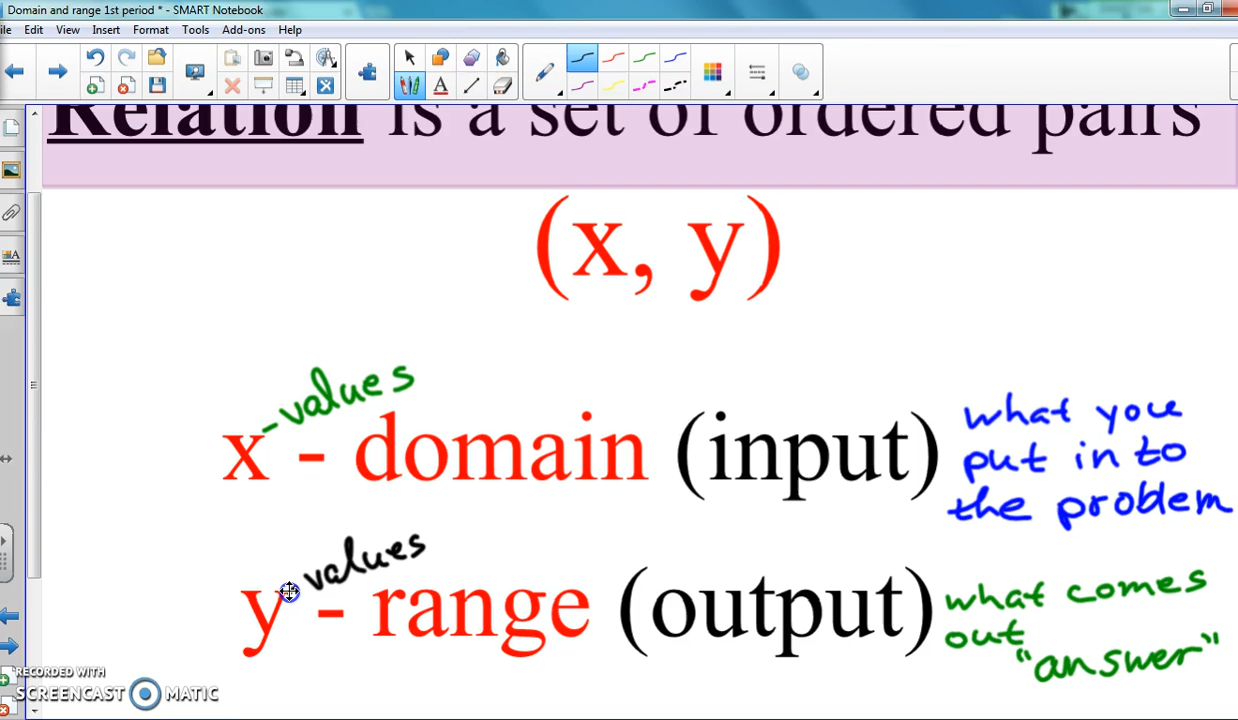 Domain and range 1st period * - SMART Notebook
ile Edit View Insert Format Tools Add-ons Help
Relation is a set of ordered pairs
(x, y)
- values
x - domain (input)
what you
put in to
the problem
values
y - range (output)
what comes
out
"answer"
RECORDED WITH
SCREENCAST MATIC